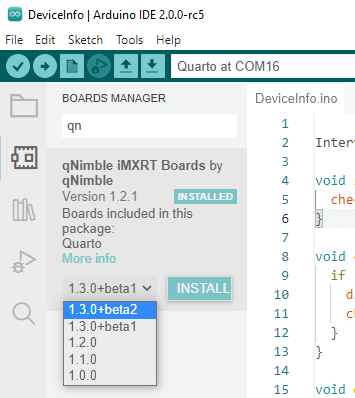 DeviceInfo | Arduino IDE 2.0.0-rc5
File Edit Sketch Tools Help
Quarto at COM16
BOARDS MANAGER
qn
qNimble iMXRT Boards by
qNimble
Version 1.2.1 INSTALLED
Boards included in this
package:
Quarto
More info
1.3.0+beta1 INSTALL
1.3.0+beta2
1.3.0+beta1
1.2.0
1.1.0
1.0.0
DeviceInfo.ino
1
2 Interv
3
4 void
5 chec
6 }
7
8 void
9 if
10 d
11 ch
12 }
13 }
14
15 void